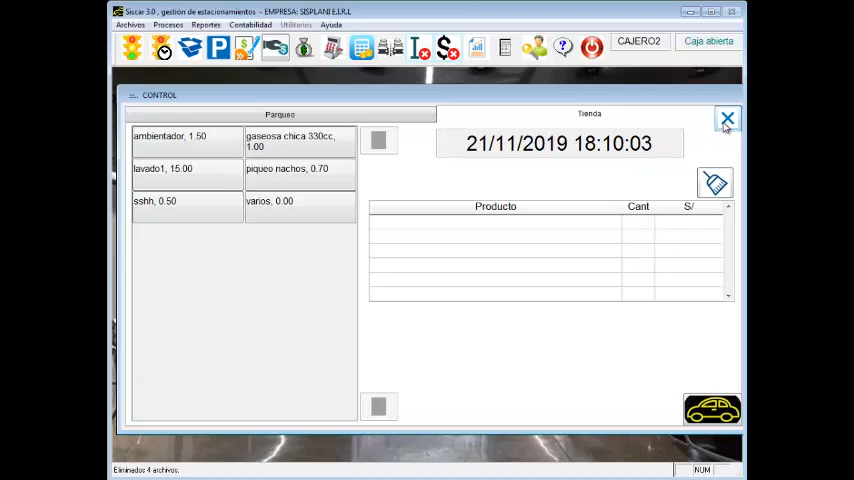 Siscar 3.0 , gestión de estacionamientos - EMPRESA: SISPLANI E.I.R.L
Archivos Procesos Reportes Contabilidad Utilitarios Ayuda
CAJERO2 Caja abierta
::.. CONTROL
Parqueo Tienda
ambientador, 1.50
gaseosa chica 330cc,
1.00
21/11/2019 18:10:03
lavado1, 15.00
piqueo nachos, 0.70
sshh, 0.50
varios, 0.00
Producto Cant S/
Eliminados 4 archivos.
NUM